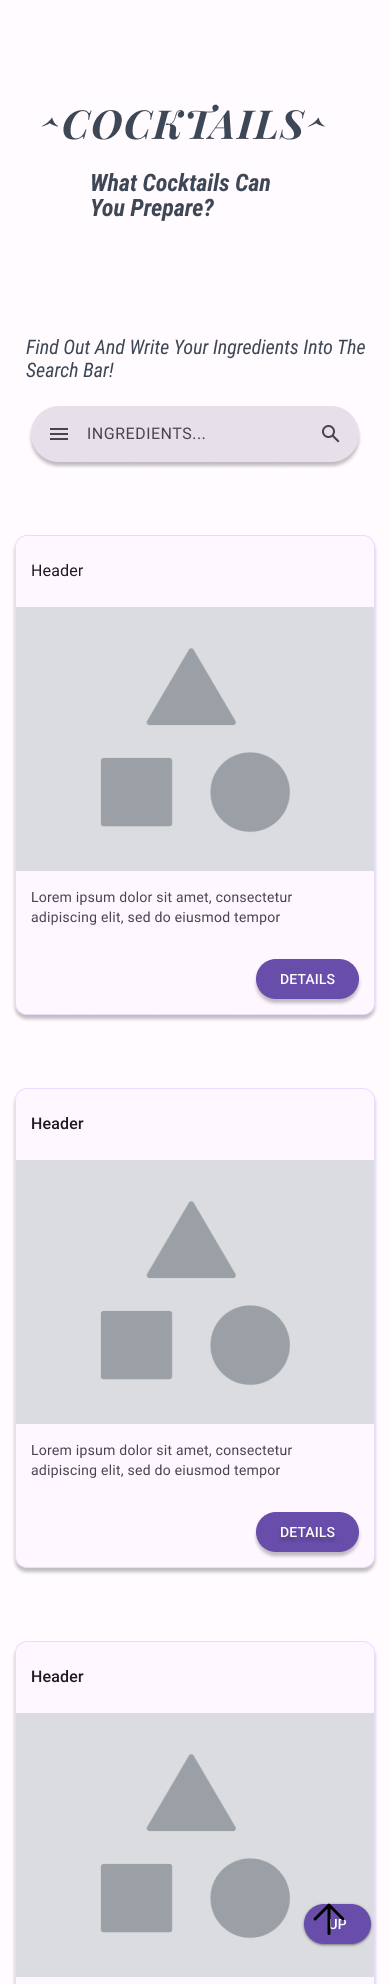 COCKTAILS
What Cocktails Can
You Prepare?
Find Out And Write Your Ingredients Into The
Search Bar!
INGREDIENTS...
Header
Lorem ipsum dolor sit amet, consectetur
adipiscing elit, sed do eiusmod tempor
DETAILS
Header
Lorem ipsum dolor sit amet, consectetur
adipiscing elit, sed do eiusmod tempor
DETAILS
Header
UP